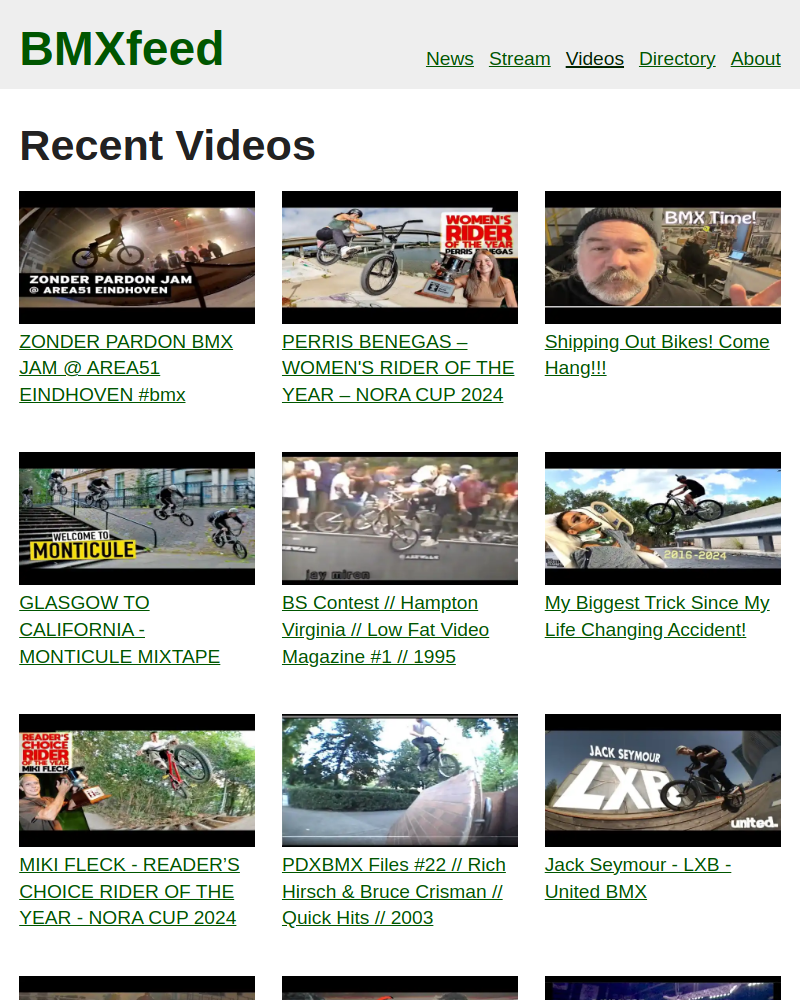 BMXfeed
News Stream Videos Directory About
Recent Videos
ZONDER PARDON JAM
@ AREA51 EINDHOVEN
ZONDER PARDON BMX
JAM @ AREA51
EINDHOVEN #bmx
WOMEN'S
RIDER
OF THE YEAR
PERRIS BENEGAS
PERRIS BENEGAS –
WOMEN'S RIDER OF THE
YEAR – NORA CUP 2024
BMX Time!
Shipping Out Bikes! Come
Hang!!!
WELCOME TO
MONTICULE
GLASGOW TO
CALIFORNIA -
MONTICULE MIXTAPE
jay miron
BS Contest // Hampton
Virginia // Low Fat Video
Magazine #1 // 1995
2016-2024
My Biggest Trick Since My
Life Changing Accident!
READER'S
CHOICE
RIDER
OF THE YEAR
MIKI FLECK
MIKI FLECK - READER’S
CHOICE RIDER OF THE
YEAR - NORA CUP 2024
PDXBMX Files #22 // Rich
Hirsch & Bruce Crisman //
Quick Hits // 2003
JACK SEYMOUR
LXB
united.
Jack Seymour - LXB -
United BMX